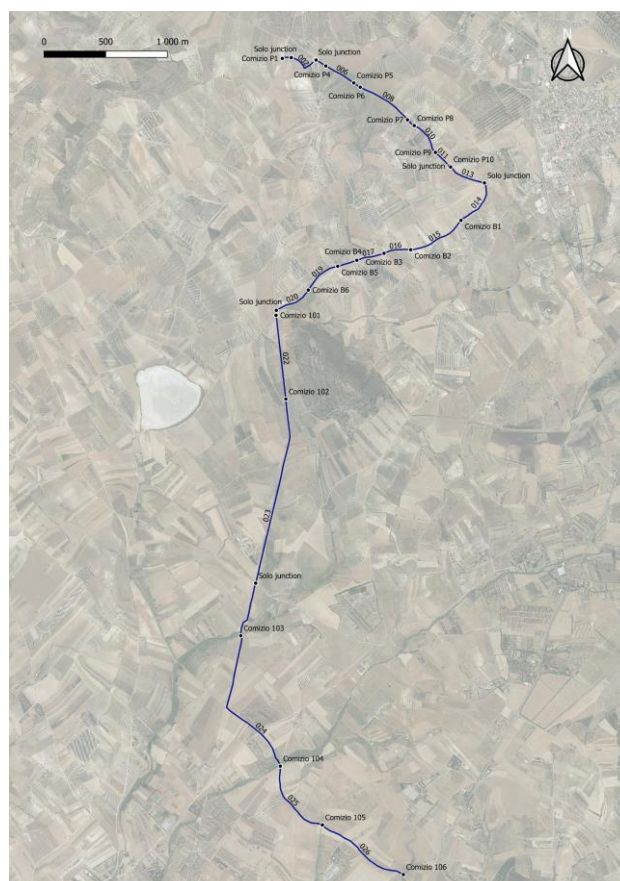 0 500 1000 m
N
Solo junction
Solo junction
Comizio P1
002
Comizio P4
006
Comizio P5
Comizio P6
008
Comizio P7
Comizio P8
010
Comizio P9
011
Comizio P10
Solo junction
013
Solo junction
014
Comizio B1
015
016
Comizio B2
Comizio B4
017
Comizio B3
Comizio B5
019
Comizio B6
020
Solo junction
Comizio 101
022
Comizio 102
023
Solo junction
Comizio 103
024
Comizio 104
025
Comizio 105
026
Comizio 106